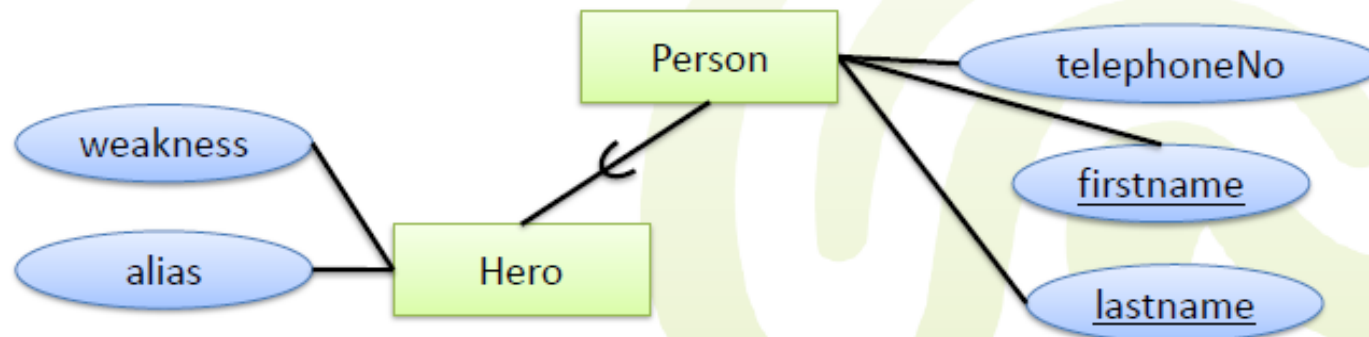 Person
telephoneNo
weakness
firstname
alias
Hero
lastname